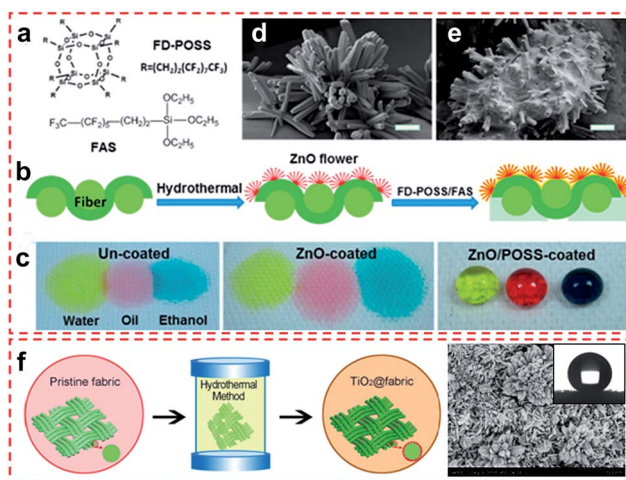 a
R
R
R
R
R
R
R
R
Si
O
FD-POSS
R=(CH₂)₂(CF₂)₇CF₃)
OC₂H₅
F₃C—(CF₂)₅—(CH₂)₂—Si—OC₂H₅
OC₂H₅
FAS
d
e
b
Fiber
Hydrothermal
ZnO flower
FD-POSS/FAS
c
Un-coated
Water
Oil
Ethanol
ZnO-coated
ZnO/POSS-coated
f
Pristine fabric
Hydrothermal
Method
TiO₂@fabric